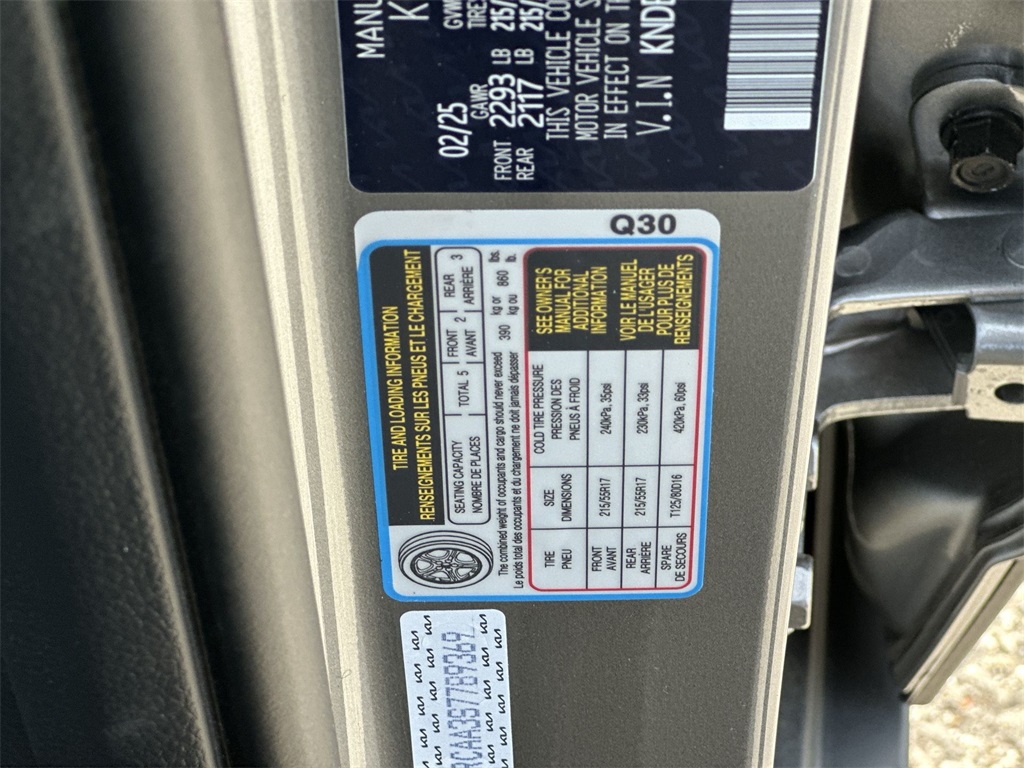 MANU
K
02/25
GVW
GAWR TIRE
FRONT 2293 LB 215/
REAR 2117 LB 215/
THIS VEHICLE CO
MOTOR VEHICLE S
IN EFFECT ON T
V.I.N KNDE
Q30
TIRE AND LOADING INFORMATION
RENSEIGNEMENTS SUR LES PNEUS ET LE CHARGEMENT
SEATING CAPACITY TOTAL 5 FRONT 2 REAR 3
NOMBRE DE PLACES AVANT ARRIÈRE
The combined weight of occupants and cargo should never exceed 390 kg or 860 lbs.
Le poids total des occupants et du chargement ne doit jamais dépasser kg ou lb.
TIRE SIZE COLD TIRE PRESSURE
PNEU DIMENSIONS PRESSION DES
PNEUS À FROID
FRONT 215/55R17 240kPa, 35psi
AVANT
REAR 215/55R17 230kPa, 33psi
ARRIÈRE
SPARE T125/80D16 420kPa, 60psi
DE SECOURS
SEE OWNER'S
MANUAL FOR
ADDITIONAL
INFORMATION
VOIR LE MANUEL
DE L'USAGER
POUR PLUS DE
RENSEIGNEMENTS